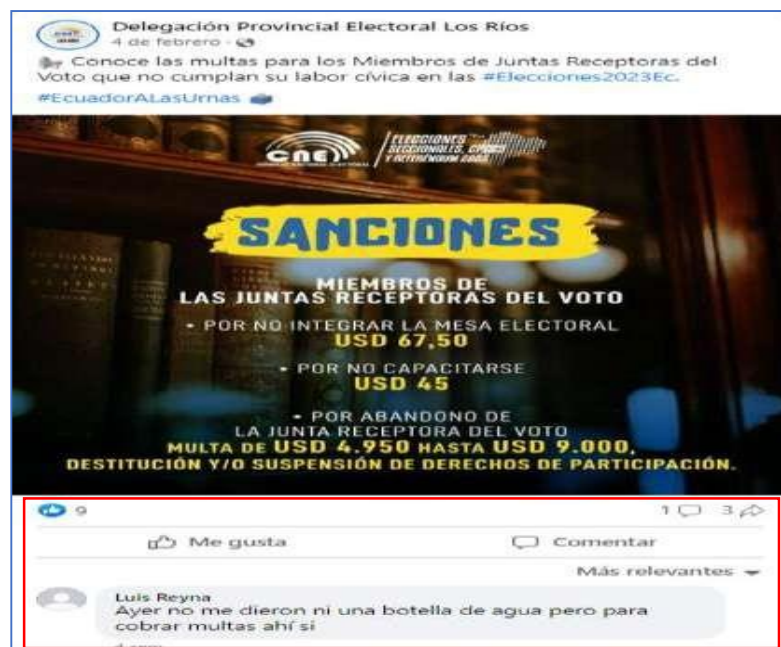 Delegación Provincial Electoral Los Ríos
4 de febrero ·
Conoce las multas para los Miembros de Juntas Receptoras del
Voto que no cumplan su labor cívica en las #Elecciones2023Ec.
#EcuadorALasUrnas
cne
ELECCIONES
SECCIONALES, CPCCS
Y REFERÉNDUM 2023
SANCIONES
MIEMBROS DE
LAS JUNTAS RECEPTORAS DEL VOTO
• POR NO INTEGRAR LA MESA ELECTORAL
USD 67,50
• POR NO CAPACITARSE
USD 45
• POR ABANDONO DE
LA JUNTA RECEPTORA DEL VOTO
MULTA DE USD 4.950 HASTA USD 9.000,
DESTITUCIÓN Y/O SUSPENSIÓN DE DERECHOS DE PARTICIPACIÓN.
9
1 3
Me gusta
Comentar
Más relevantes
Luis Reyna
Ayer no me dieron ni una botella de agua pero para
cobrar multas ahí si